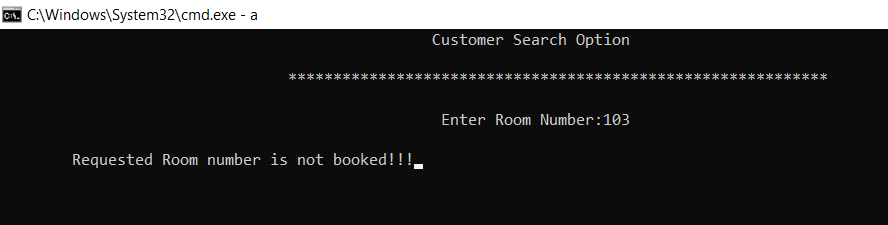 C:\Windows\System32\cmd.exe - a
Customer Search Option
************************************************************
Enter Room Number:103
Requested Room number is not booked!!!